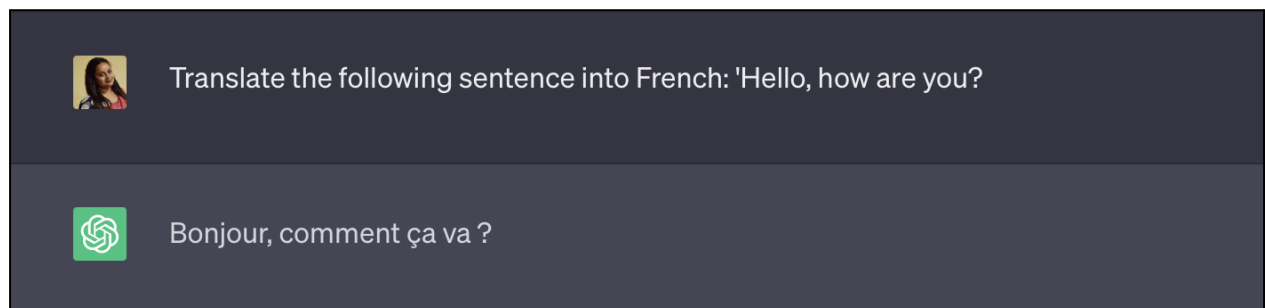 Translate the following sentence into French: 'Hello, how are you?
Bonjour, comment ça va ?